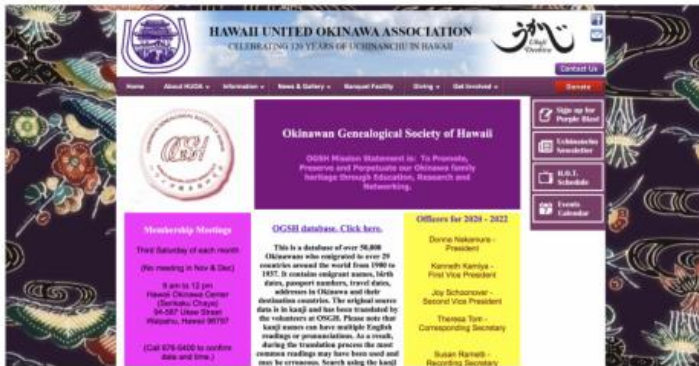 HAWAII UNITED OKINAWA ASSOCIATION
CELEBRATING 120 YEARS OF UCHINANCHU IN HAWAII
Contact Us
Home About HUOA Information News & Gallery Banquet Facility Giving Get Involved Donate
Sign up for
Purple Blast
Uchinanchu
Newsletter
H.O.T.
Schedule
Events
Calendar
OGSH
Okinawan Genealogical Society of Hawaii
OGSH Mission Statement is: To Promote,
Preserve and Perpetuate our Okinawa family
heritage through Education, Research and
Networking.
Membership Meetings
Third Saturday of each month
(No meeting in Nov & Dec)
9 am to 12 pm
Hawaii Okinawa Center
(Serikaku Chaya)
94-587 Ukee Street
Waipahu, Hawaii 96797
(Call 676-5400 to confirm
date and time.)
OGSH database. Click here.
This is a database of over 50,000
Okinawans who emigrated to over 29
countries around the world from 1900 to
1937. It contains emigrant names, birth
dates, passport numbers, travel dates,
addresses in Okinawa and their
destination countries. The original source
data is in kanji and has been translated by
the volunteers at OSGH. Please note that
kanji names can have multiple English
readings or pronunciations. As a result,
during the translation process the most
common readings may have been used and
may be erroneous. Search using the kanji
Officers for 2020 - 2022
Donna Nakamura -
President
Kenneth Kamiya -
First Vice President
Joy Schoonover -
Second Vice President
Theresa Tom -
Corresponding Secretary
Susan Rametti -
Recording Secretary